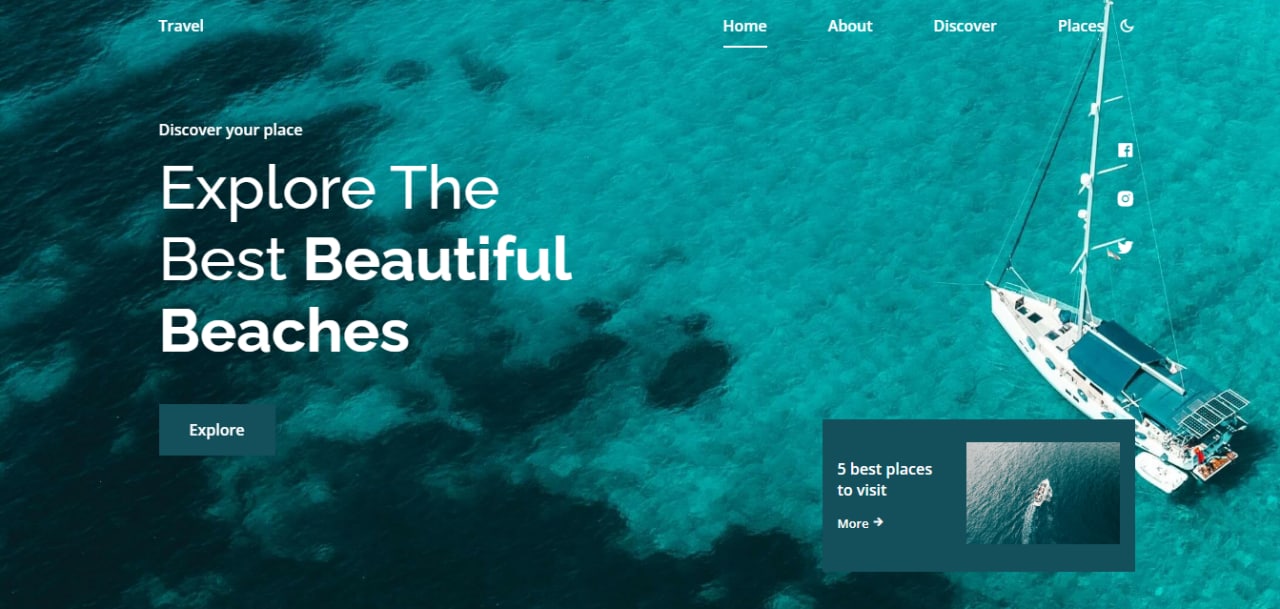 Travel
Home
About
Discover
Places
Discover your place
Explore The
Best Beautiful
Beaches
Explore
5 best places
to visit
More